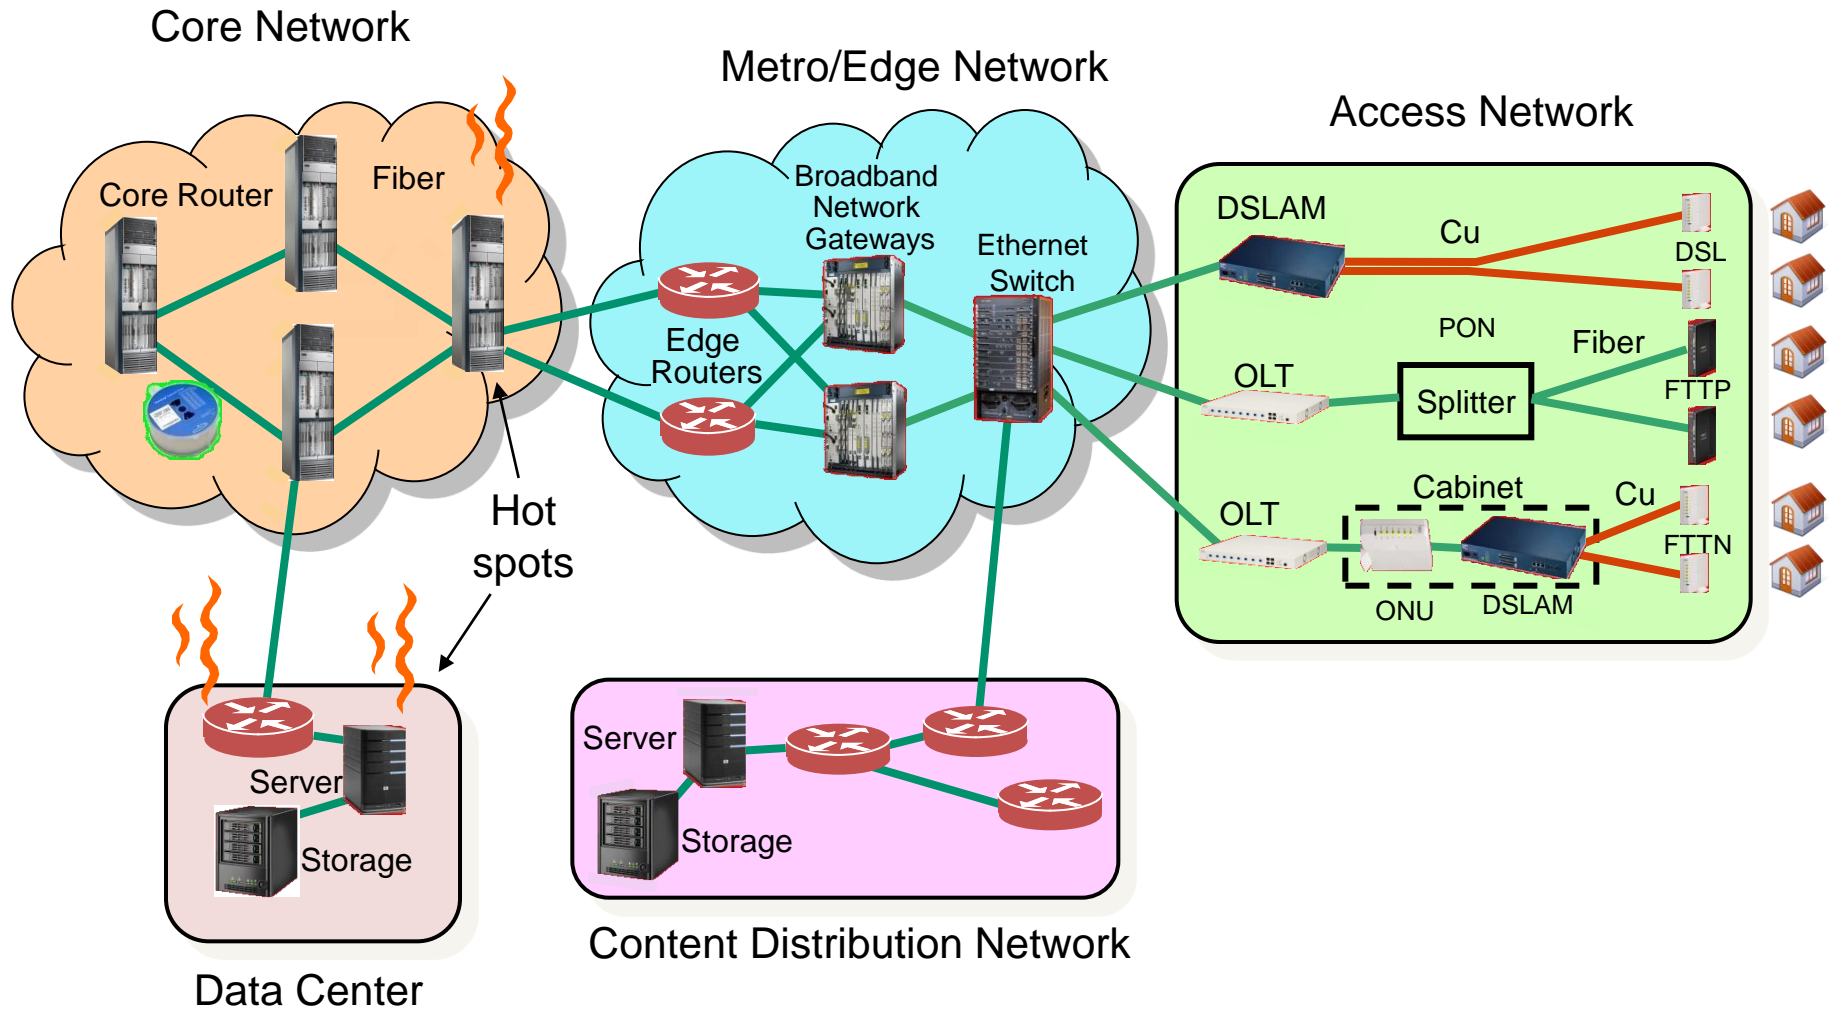 Core Network
Metro/Edge Network
Access Network
Core Router
Fiber
Broadband
Network
Gateways
Ethernet
Switch
Edge
Routers
DSLAM
Cu
DSL
PON
Fiber
OLT
Splitter
FTTP
Cabinet
Cu
OLT
FTTN
ONU
DSLAM
Hot
spots
Server
Storage
Server
Storage
Content Distribution Network
Data Center